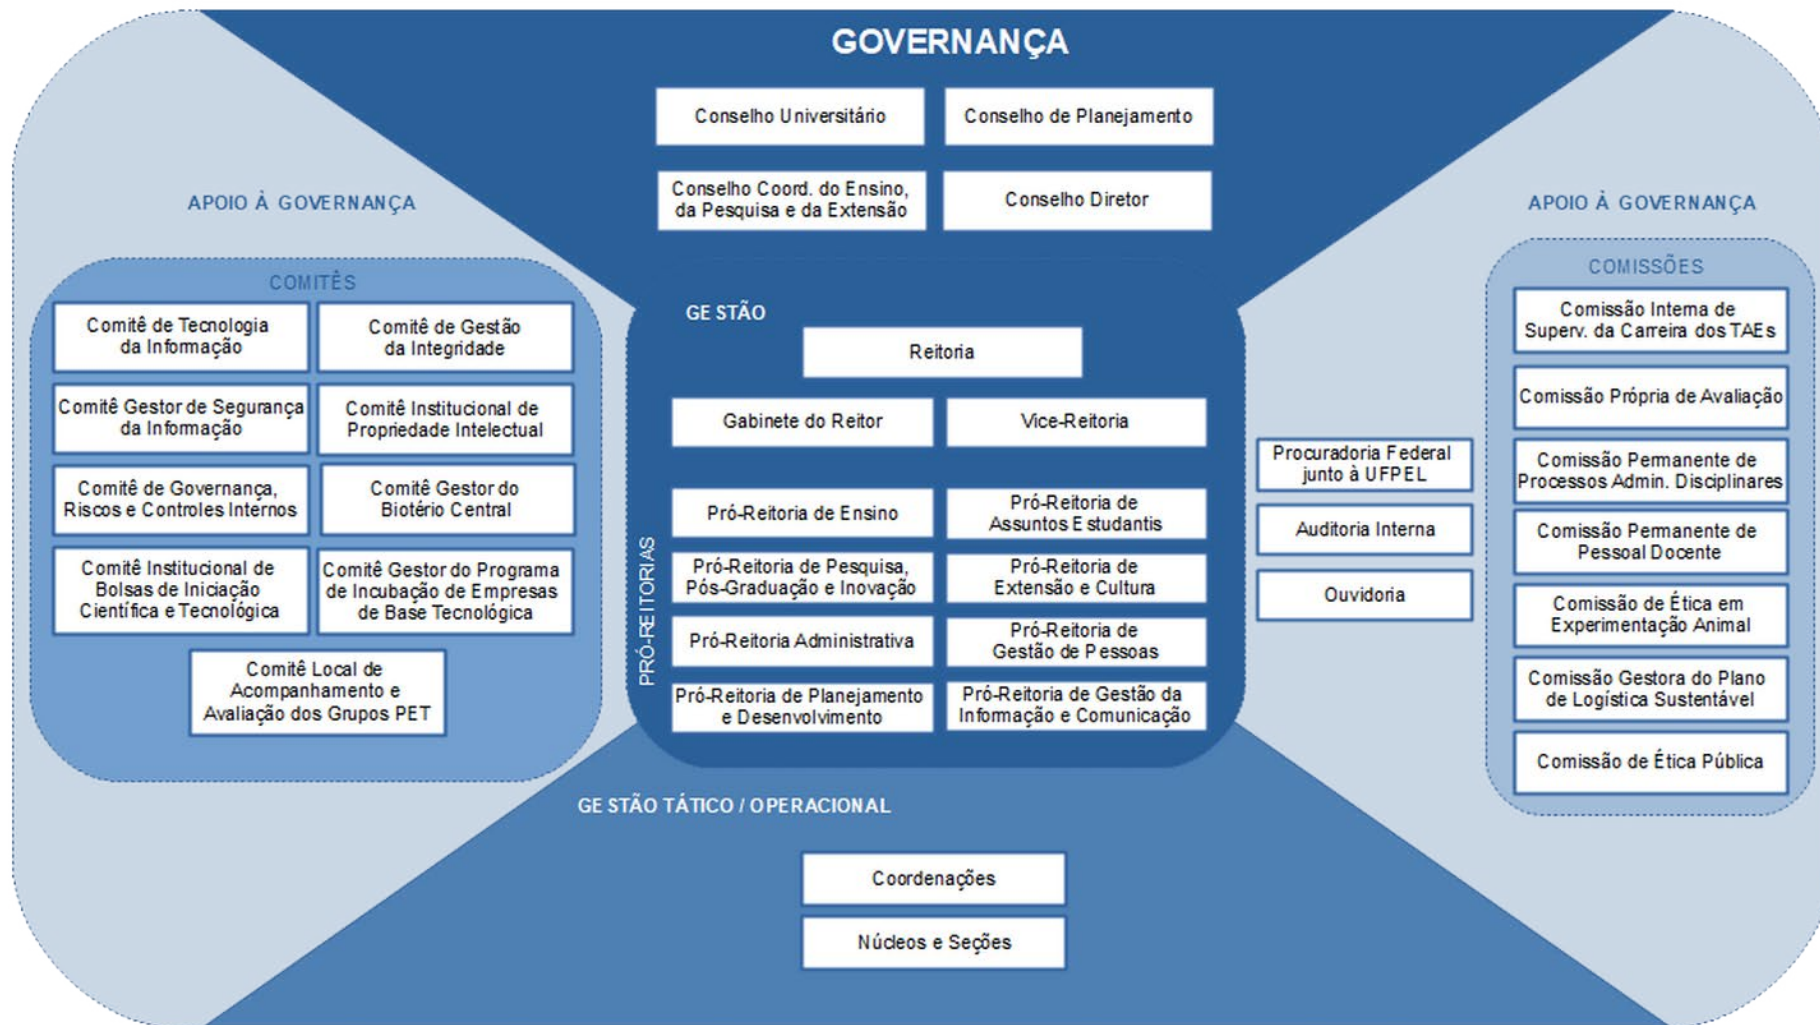 GOVERNANÇA
Conselho Universitário
Conselho de Planejamento
Conselho Coord. do Ensino,
da Pesquisa e da Extensão
Conselho Diretor
APOIO À GOVERNANÇA
COMITÊS
Comitê de Tecnologia
da Informação
Comitê de Gestão
da Integridade
Comitê Gestor de Segurança
da Informação
Comitê Institucional de
Propriedade Intelectual
Comitê de Governança,
Riscos e Controles Internos
Comitê Gestor do
Biotério Central
Comitê Institucional de
Bolsas de Iniciação
Científica e Tecnológica
Comitê Gestor do Programa
de Incubação de Empresas
de Base Tecnológica
Comitê Local de
Acompanhamento e
Avaliação dos Grupos PET
GESTÃO
Reitoria
Gabinete do Reitor
Vice-Reitoria
PRÓ-REITORIAS
Pró-Reitoria de Ensino
Pró-Reitoria de
Assuntos Estudantis
Pró-Reitoria de Pesquisa,
Pós-Graduação e Inovação
Pró-Reitoria de
Extensão e Cultura
Pró-Reitoria Administrativa
Pró-Reitoria de
Gestão de Pessoas
Pró-Reitoria de Planejamento
e Desenvolvimento
Pró-Reitoria de Gestão da
Informação e Comunicação
Procuradoria Federal
junto à UFPEL
Auditoria Interna
Ouvidoria
APOIO À GOVERNANÇA
COMISSÕES
Comissão Interna de
Superv. da Carreira dos TAEs
Comissão Própria de Avaliação
Comissão Permanente de
Processos Admin. Disciplinares
Comissão Permanente de
Pessoal Docente
Comissão de Ética em
Experimentação Animal
Comissão Gestora do Plano
de Logística Sustentável
Comissão de Ética Pública
GESTÃO TÁTICO / OPERACIONAL
Coordenações
Núcleos e Seções